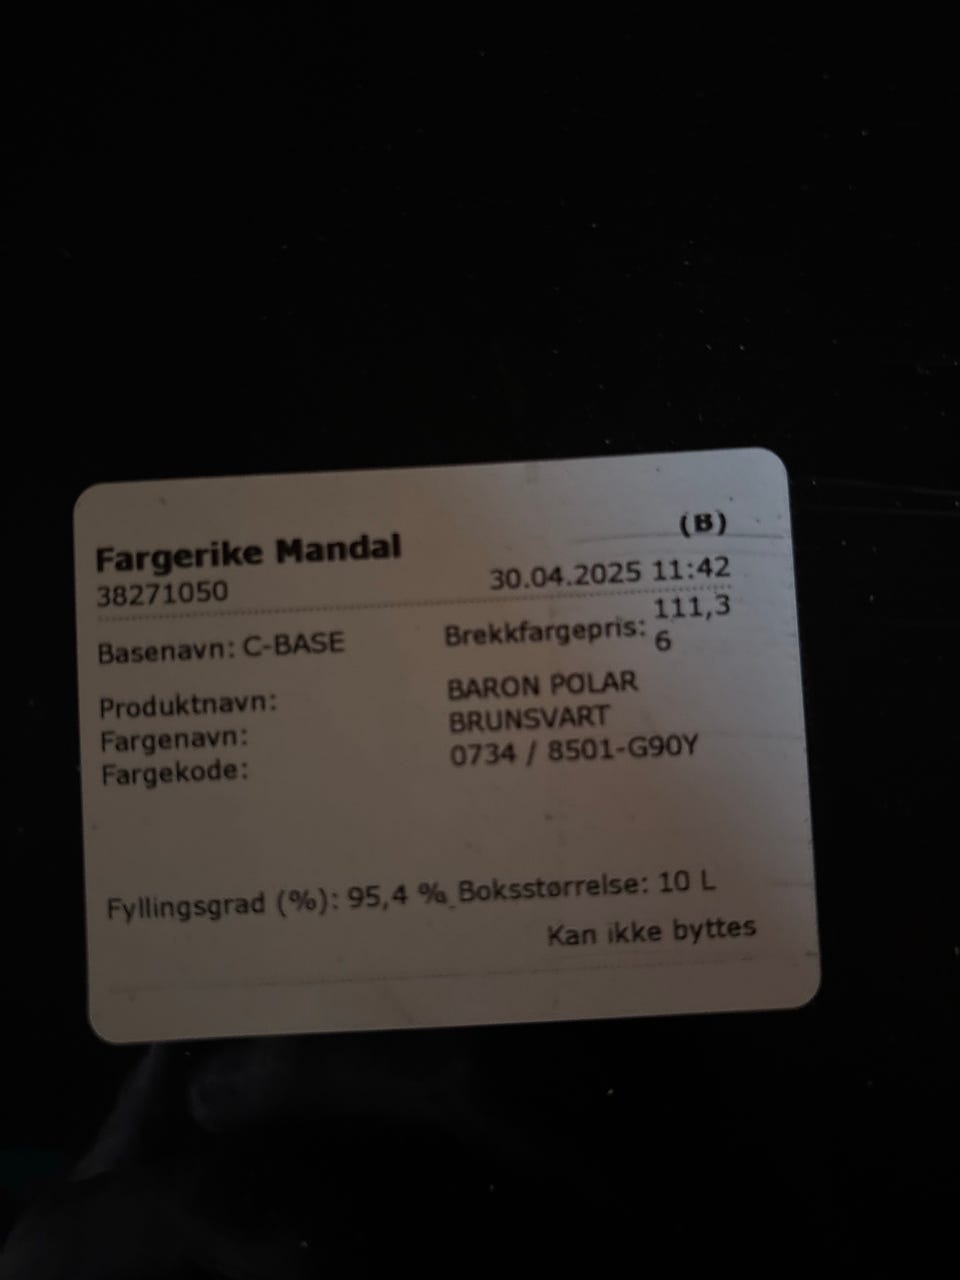 (B)
Fargerike Mandal
38271050 30.04.2025 11:42
Basenavn: C-BASE Brekkfargepris: 111,3
6
Produktnavn: BARON POLAR
Fargenavn: BRUNSVART
Fargekode: 0734 / 8501-G90Y
Fyllingsgrad (%): 95,4 % Boksstørrelse: 10 L
Kan ikke byttes